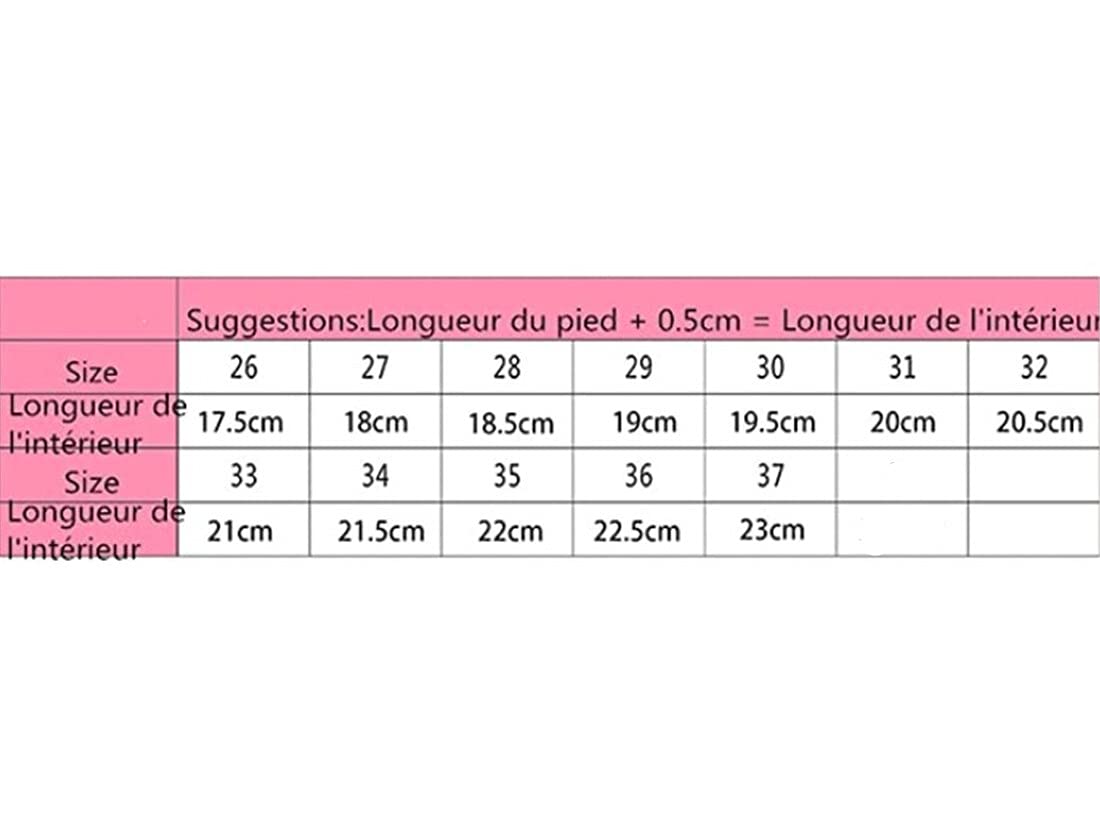 Suggestions:Longueur du pied + 0.5cm = Longueur de l'intérieur
Size 26 27 28 29 30 31 32
Longueur de
l'intérieur 17.5cm 18cm 18.5cm 19cm 19.5cm 20cm 20.5cm
Size 33 34 35 36 37
Longueur de
l'intérieur 21cm 21.5cm 22cm 22.5cm 23cm